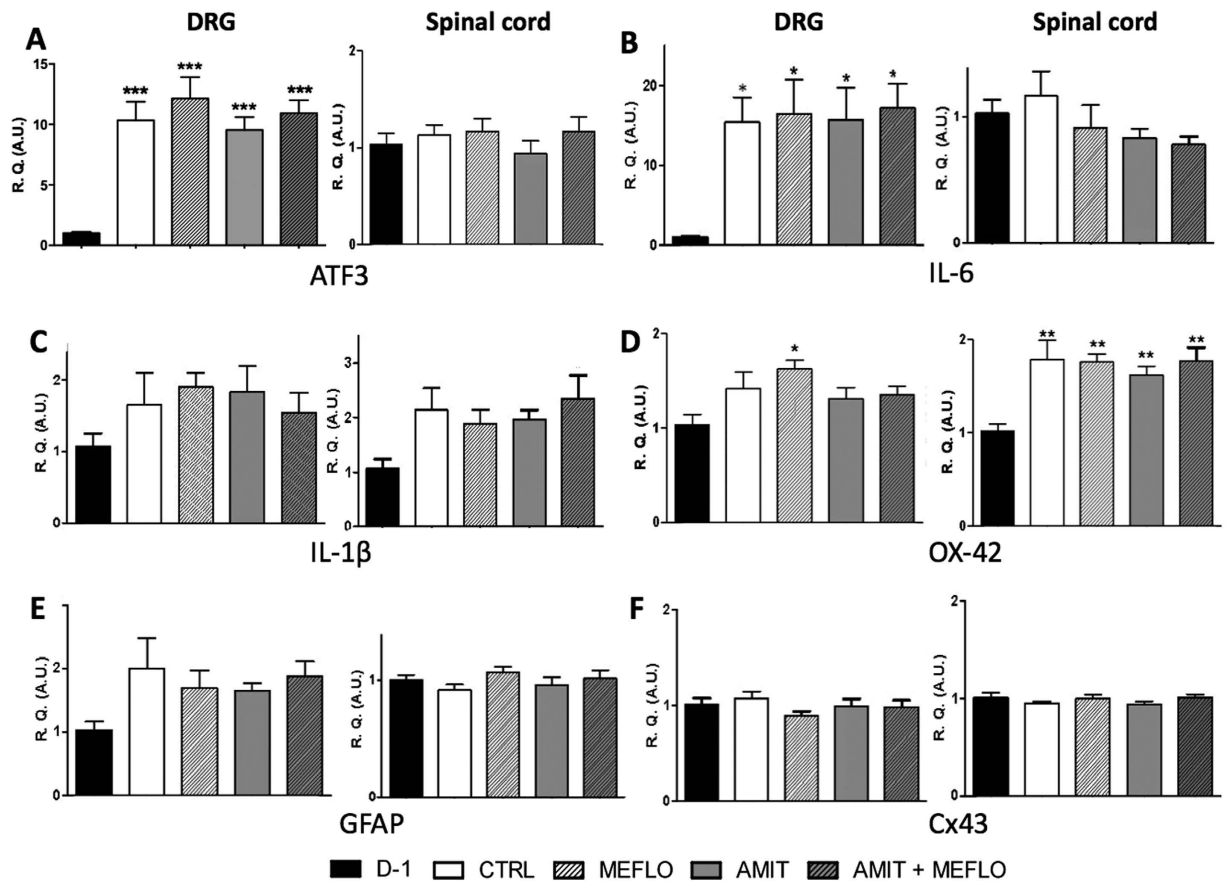 DRG Spinal cord DRG Spinal cord
A
R. Q. (A.U.)
15
10
5
0
***
***
***
***
R. Q. (A.U.)
2
1
0
ATF3
B
R. Q. (A.U.)
20
10
0
*
*
*
*
R. Q. (A.U.)
1
0
IL-6
C
R. Q. (A.U.)
2
1
0
R. Q. (A.U.)
3
2
1
0
IL-1β
D
R. Q. (A.U.)
2
1
0
*
R. Q. (A.U.)
2
1
0
**
**
**
**
OX-42
E
R. Q. (A.U.)
2
1
0
R. Q. (A.U.)
1
0
GFAP
F
R. Q. (A.U.)
2
1
0
R. Q. (A.U.)
2
1
0
Cx43
D-1 CTRL MEFLO AMIT AMIT + MEFLO